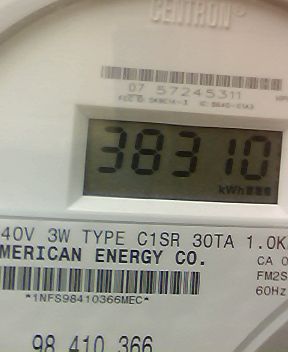 CENTRON®
07 57245311
38310
kWh
40V 3W TYPE C1SR 30TA 1.0K
MERICAN ENERGY CO.
CA 0
FM2S
60Hz
*1NFS98410366MEC*
98 410 366